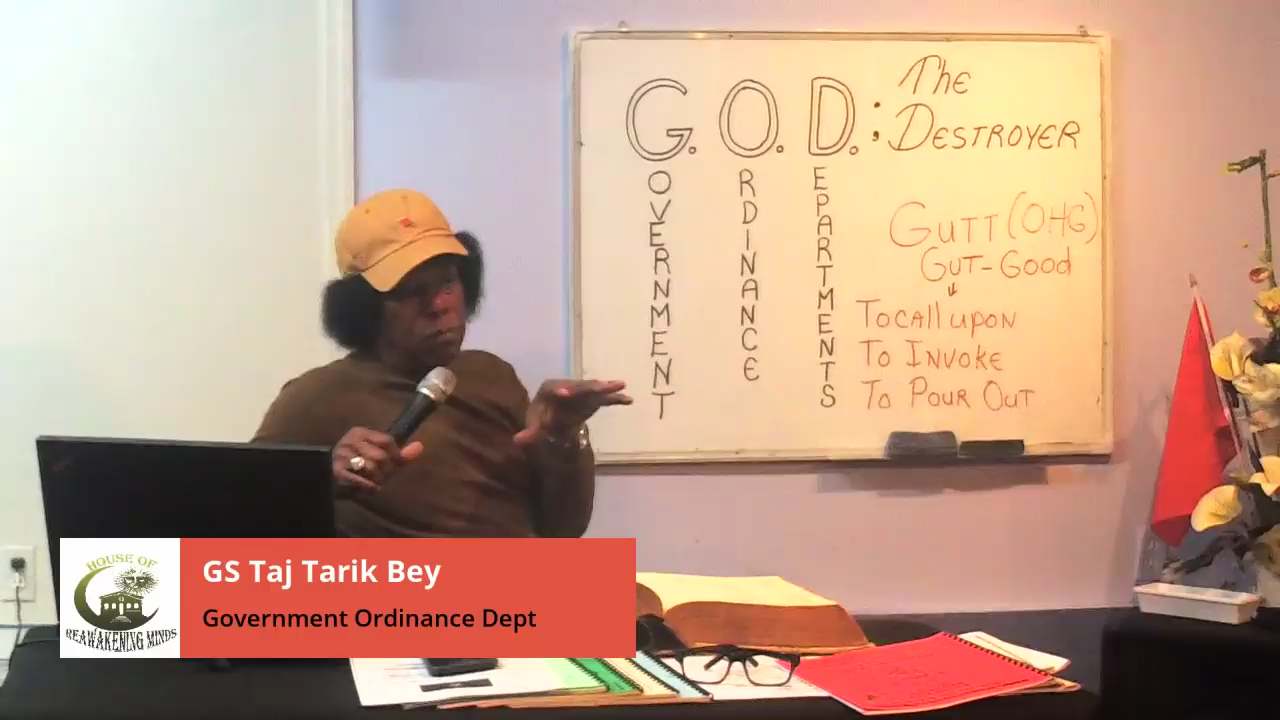 G. O. D. ; The
Destroyer
GOVERNMENT
ORDINANCE
DEPARTMENTS
Gutt (OHG)
Gut-Good
To call upon
To Invoke
To Pour Out
HOUSE OF
REAWAKENING MINDS
GS Taj Tarik Bey
Government Ordinance Dept